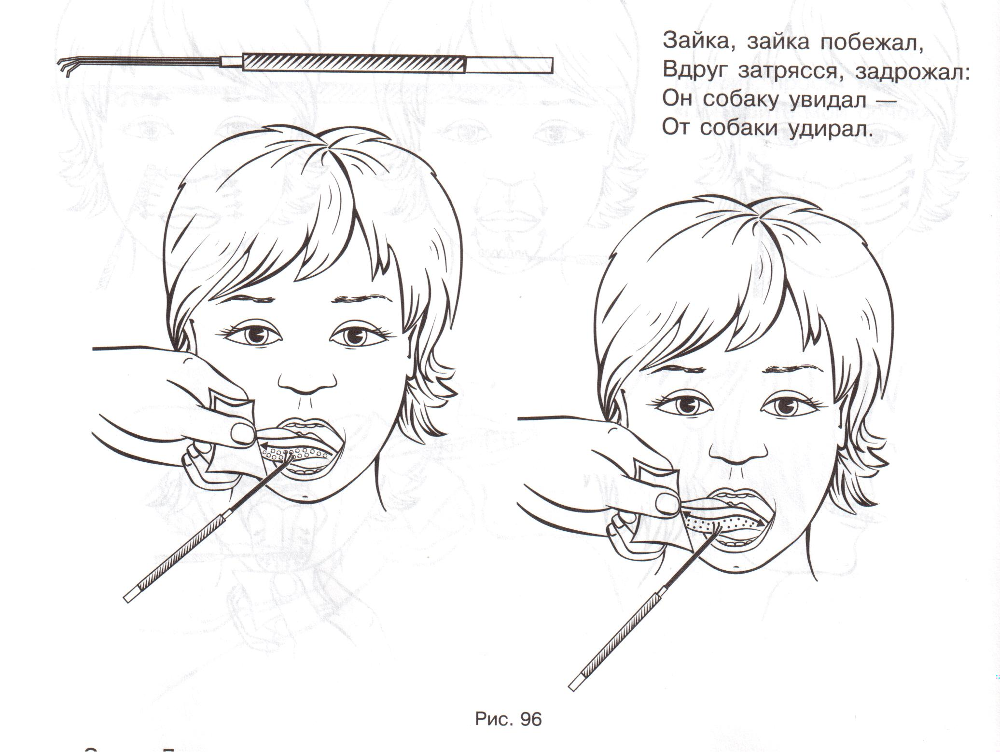 Зайка, зайка побежал,
Вдруг затрясся, задрожал:
Он собаку увидал —
От собаки удирал.
Рис. 96